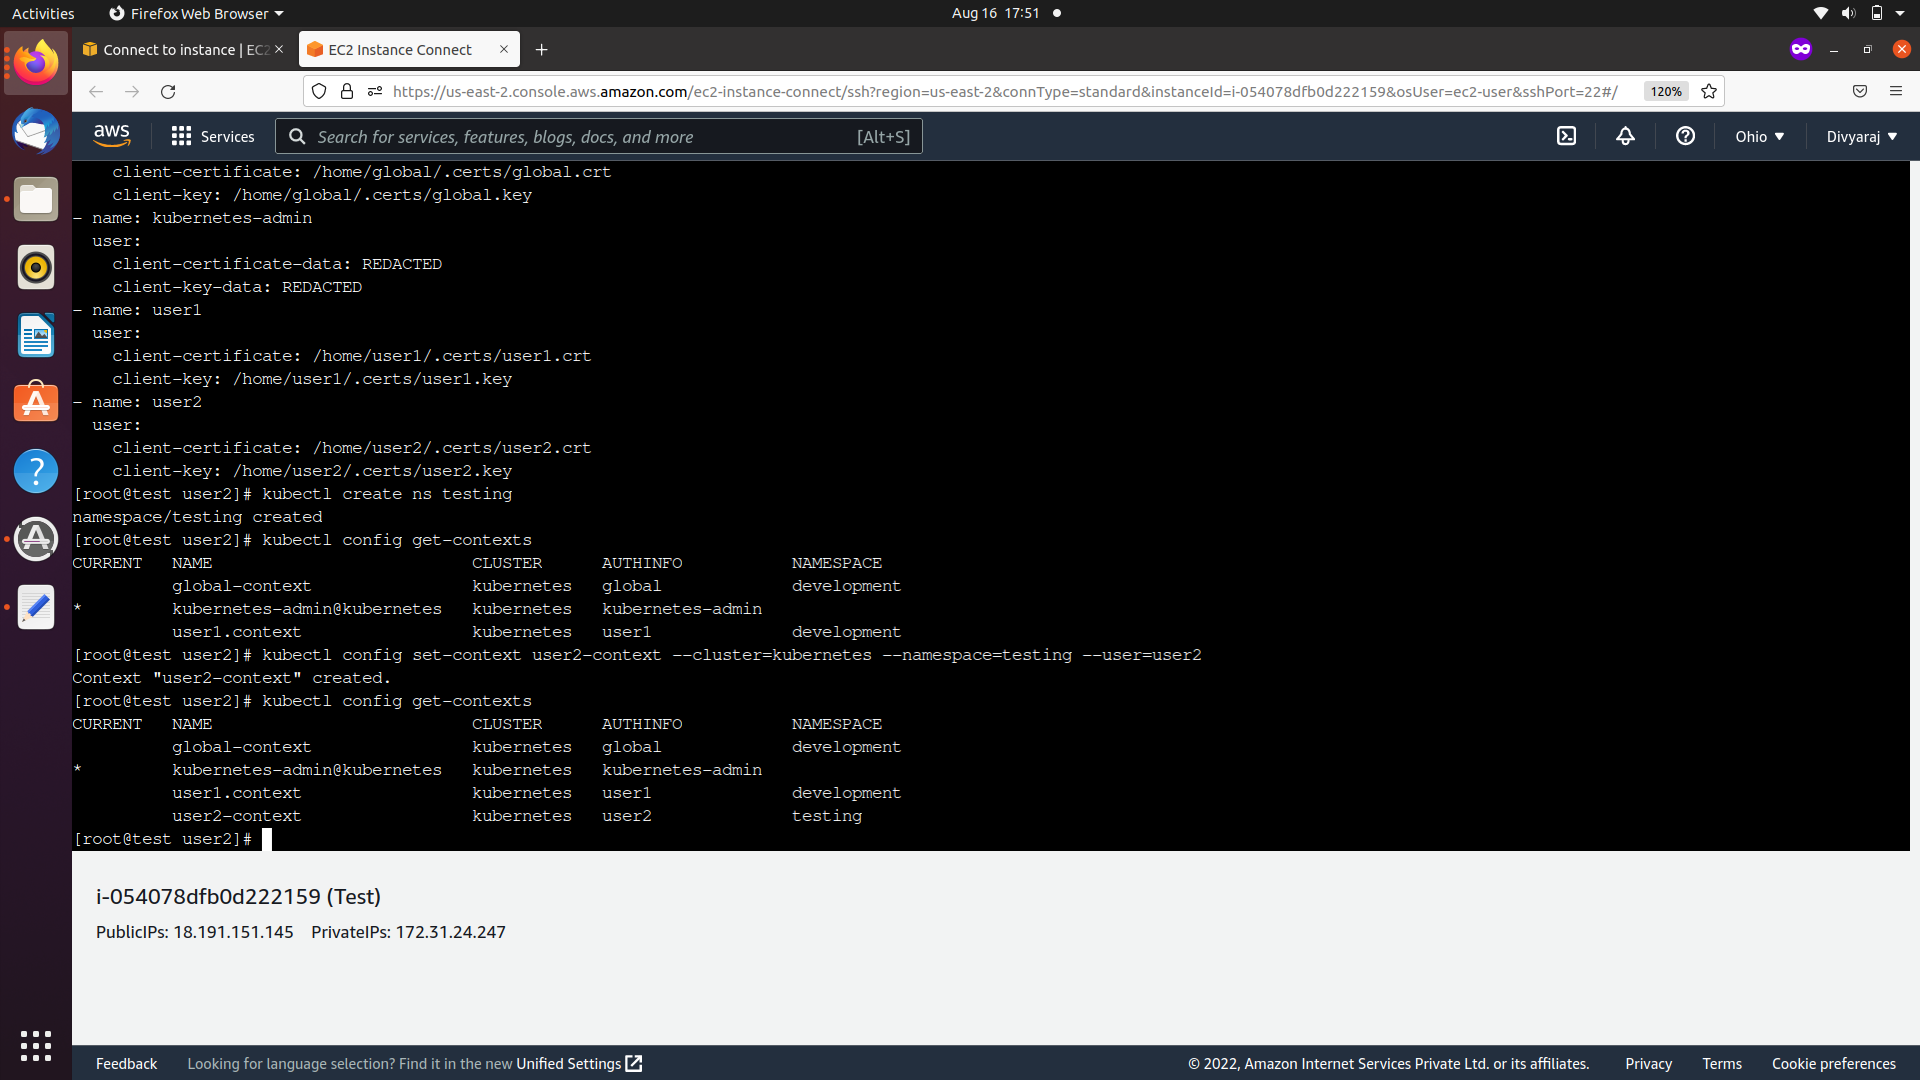 Activities Firefox Web Browser Aug 16 17:51
Connect to instance | EC2 EC2 Instance Connect
https://us-east-2.console.aws.amazon.com/ec2-instance-connect/ssh?region=us-east-2&connType=standard&instanceId=i-054078dfb0d222159&osUser=ec2-user&sshPort=22#/ 120%
aws Services Search for services, features, blogs, docs, and more [Alt+S] Ohio Divyaraj
client-certificate: /home/global/.certs/global.crt
client-key: /home/global/.certs/global.key
- name: kubernetes-admin
user:
client-certificate-data: REDACTED
client-key-data: REDACTED
- name: user1
user:
client-certificate: /home/user1/.certs/user1.crt
client-key: /home/user1/.certs/user1.key
- name: user2
user:
client-certificate: /home/user2/.certs/user2.crt
client-key: /home/user2/.certs/user2.key
[root@test user2]# kubectl create ns testing
namespace/testing created
[root@test user2]# kubectl config get-contexts
CURRENT NAME CLUSTER AUTHINFO NAMESPACE
global-context kubernetes global development
* kubernetes-admin@kubernetes kubernetes kubernetes-admin
user1.context kubernetes user1 development
[root@test user2]# kubectl config set-context user2-context --cluster=kubernetes --namespace=testing --user=user2
Context "user2-context" created.
[root@test user2]# kubectl config get-contexts
CURRENT NAME CLUSTER AUTHINFO NAMESPACE
global-context kubernetes global development
* kubernetes-admin@kubernetes kubernetes kubernetes-admin
user1.context kubernetes user1 development
user2-context kubernetes user2 testing
[root@test user2]#
i-054078dfb0d222159 (Test)
PublicIPs: 18.191.151.145 PrivateIPs: 172.31.24.247
Feedback Looking for language selection? Find it in the new Unified Settings © 2022, Amazon Internet Services Private Ltd. or its affiliates. Privacy Terms Cookie preferences